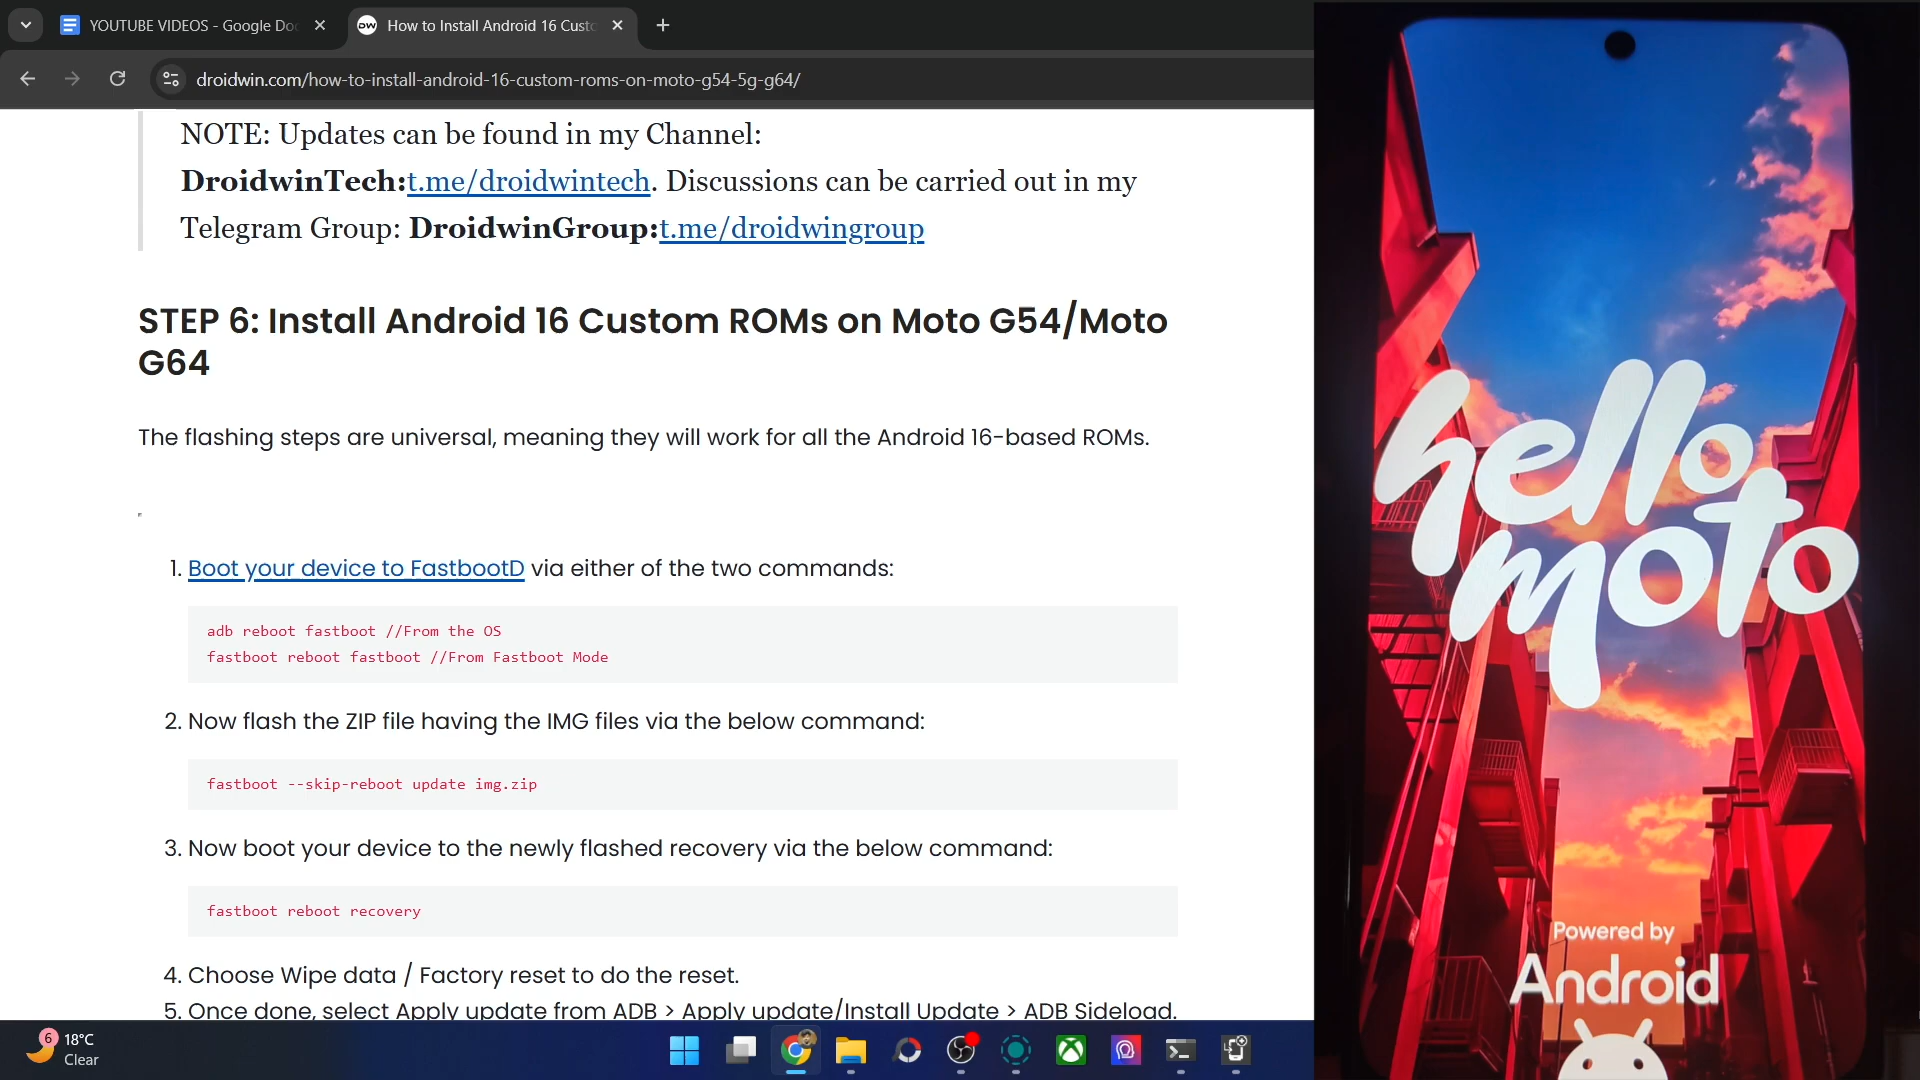 YOUTUBE VIDEOS - Google Doc
How to Install Android 16 Custo
droidwin.com/how-to-install-android-16-custom-roms-on-moto-g54-5g-g64/
NOTE: Updates can be found in my Channel:
DroidwinTech:t.me/droidwintech. Discussions can be carried out in my
Telegram Group: DroidwinGroup:t.me/droidwingroup
STEP 6: Install Android 16 Custom ROMs on Moto G54/Moto
G64
The flashing steps are universal, meaning they will work for all the Android 16-based ROMs.
1. Boot your device to FastbootD via either of the two commands:
adb reboot fastboot //From the OS
fastboot reboot fastboot //From Fastboot Mode
2. Now flash the ZIP file having the IMG files via the below command:
fastboot --skip-reboot update img.zip
3. Now boot your device to the newly flashed recovery via the below command:
fastboot reboot recovery
4. Choose Wipe data / Factory reset to do the reset.
5. Once done, select Apply update from ADB > Apply update/Install Update > ADB Sideload.
6
18°C
Clear
hello
moto
Powered by
Android
DW